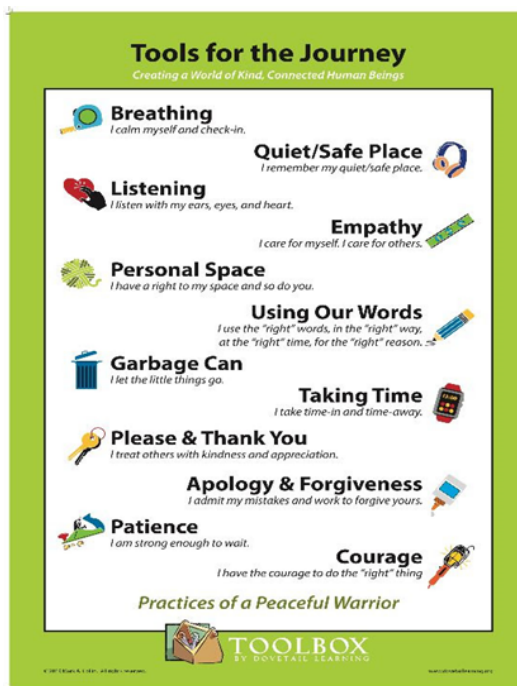 Tools for the Journey
Creating a World of Kind, Connected Human Beings
Breathing
I calm myself and check-in.
Quiet/Safe Place
I remember my quiet/safe place.
Listening
I listen with my ears, eyes, and heart.
Empathy
I care for myself. I care for others.
Personal Space
I have a right to my space and so do you.
Using Our Words
I use the "right" words, in the "right" way,
at the "right" time, for the "right" reason.
Garbage Can
I let the little things go.
Taking Time
I take time-in and time-away.
Please & Thank You
I treat others with kindness and appreciation.
Apology & Forgiveness
I admit my mistakes and work to forgive yours.
Patience
I am strong enough to wait.
Courage
I have the courage to do the "right" thing
Practices of a Peaceful Warrior
TOOLBOX
BY DOVETAIL LEARNING